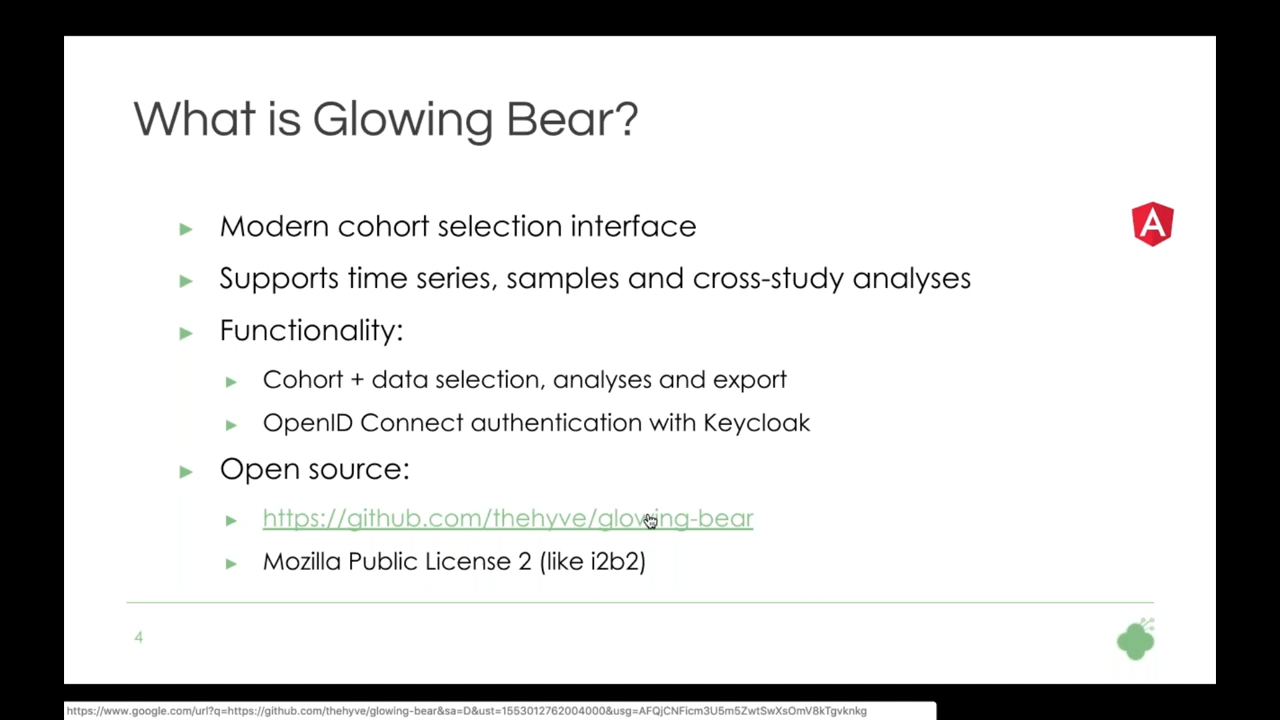 What is Glowing Bear?
Modern cohort selection interface
Supports time series, samples and cross-study analyses
Functionality:
Cohort + data selection, analyses and export
OpenID Connect authentication with Keycloak
Open source:
https://github.com/thehyve/glowing-bear
Mozilla Public License 2 (like i2b2)
4
A
https://www.google.com/url?q=https://github.com/thehyve/glowing-bear&sa=D&ust=1553012762004000&usg=AFQjCNFicm3U5m5ZwtSwXsOmV8kTgvknkg